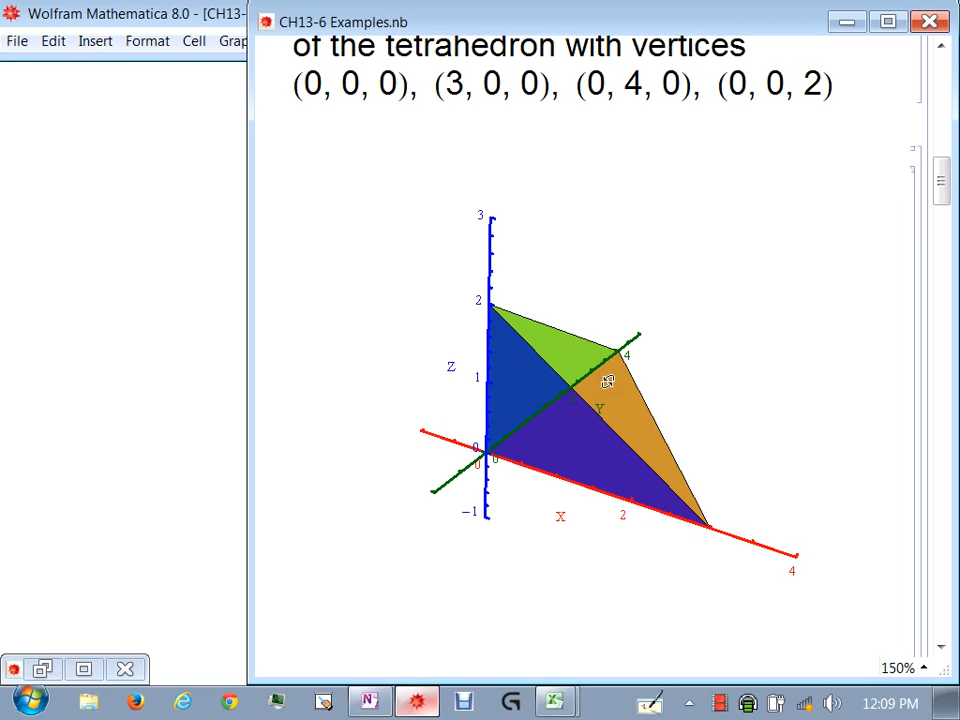 Wolfram Mathematica 8.0 - [CH13-
File Edit Insert Format Cell Grap
CH13-6 Examples.nb
of the tetrahedron with vertices
(0, 0, 0), (3, 0, 0), (0, 4, 0), (0, 0, 2)
3
2
4
Z
1
Y
0
0
0
-1
X
2
4
150%
12:09 PM